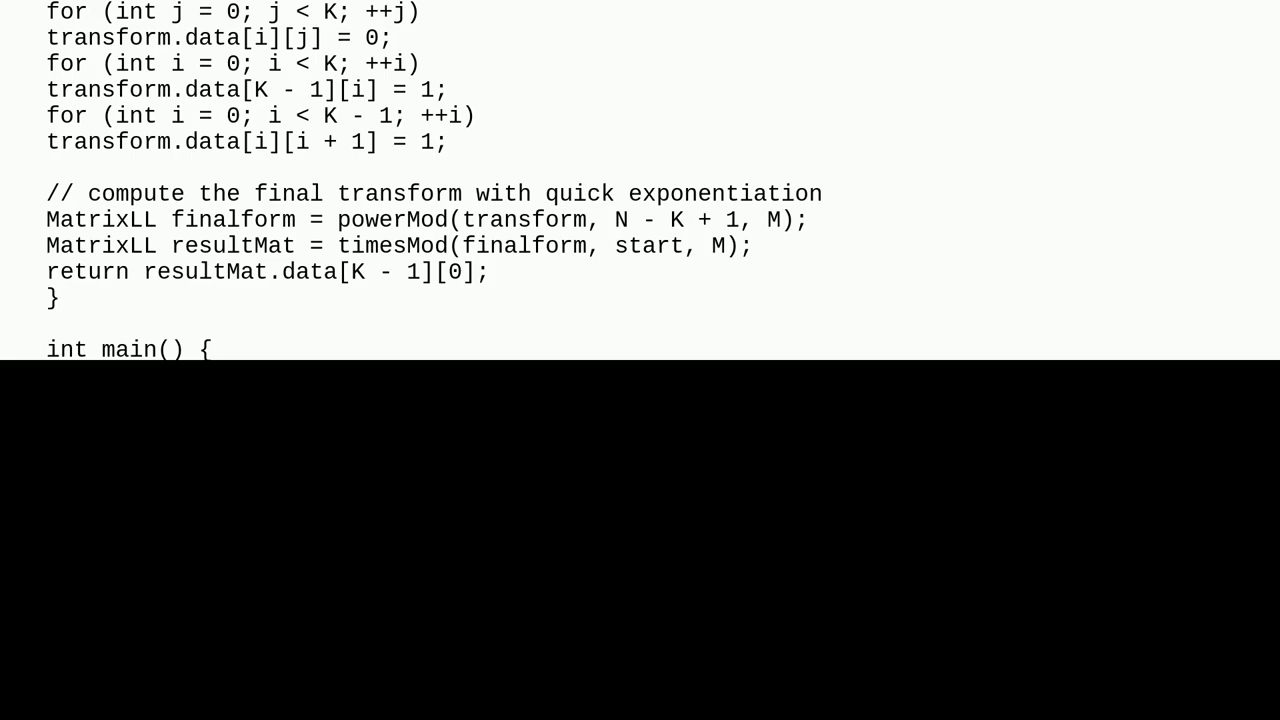 for (int j = 0; j < K; ++j)
transform.data[i][j] = 0;
for (int i = 0; i < K; ++i)
transform.data[K - 1][i] = 1;
for (int i = 0; i < K - 1; ++i)
transform.data[i][i + 1] = 1;

// compute the final transform with quick exponentiation
MatrixLL finalform = powerMod(transform, N - K + 1, M);
MatrixLL resultMat = timesMod(finalform, start, M);
return resultMat.data[K - 1][0];
}

int main() {